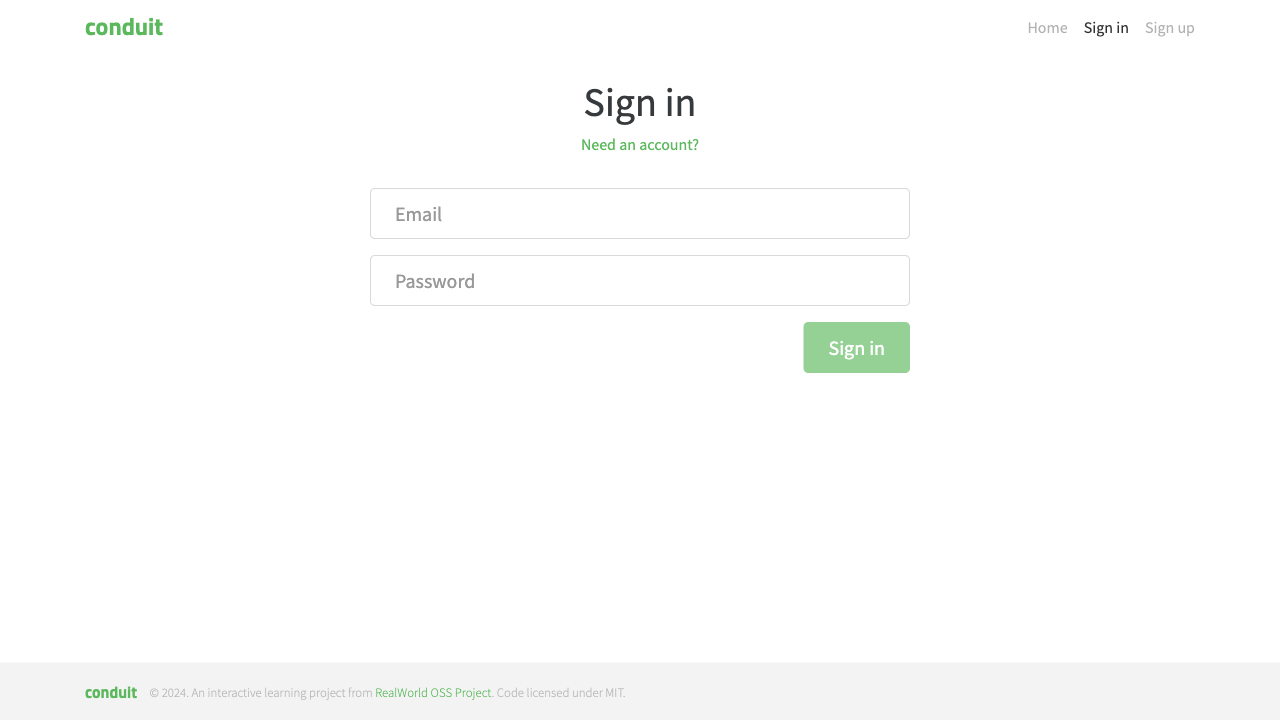 conduit
Home Sign in Sign up
Sign in
Need an account?
Email
Password
Sign in
conduit © 2024. An interactive learning project from RealWorld OSS Project. Code licensed under MIT.